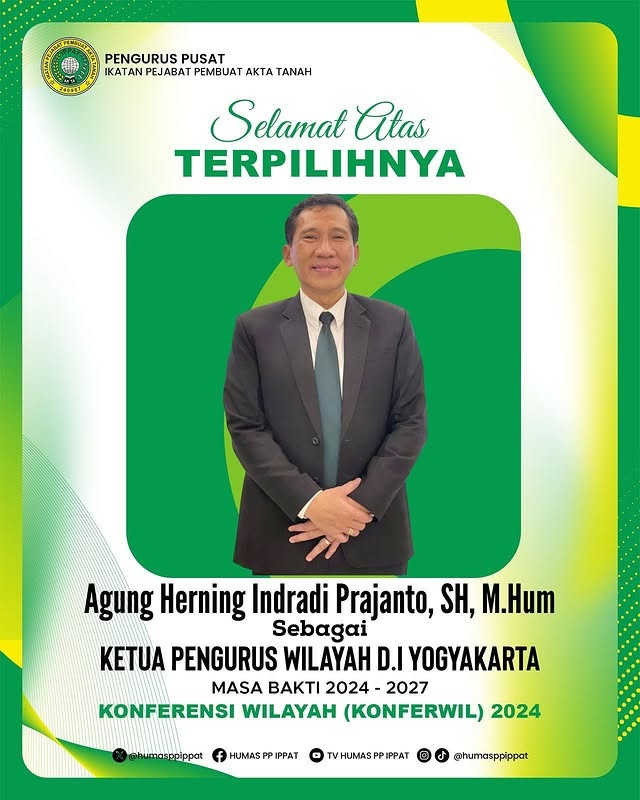 PENGURUS PUSAT
IKATAN PEJABAT PEMBUAT AKTA TANAH
Selamat Atas
TERPILIHNYA
Agung Herning Indradi Prajanto, SH, M.Hum
Sebagai
KETUA PENGURUS WILAYAH D.I YOGYAKARTA
MASA BAKTI 2024 - 2027
KONFERENSI WILAYAH (KONFERWIL) 2024
@humasppippat HUMAS PP IPPAT TV HUMAS PP IPPAT @humasppippat